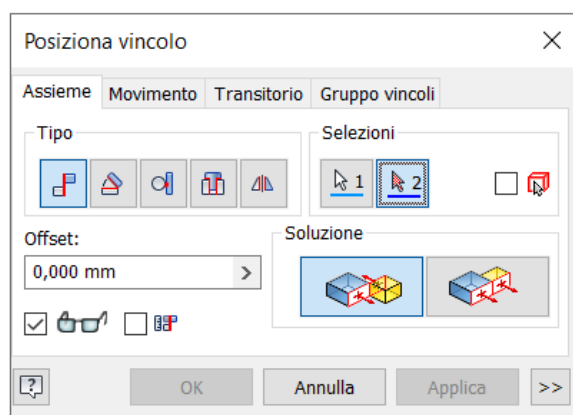 Posiziona vincolo
Assieme Movimento Transitorio Gruppo vincoli
Tipo
Selezioni
1 2
Offset:
Soluzione
0,000 mm >
? OK Annulla Applica >>